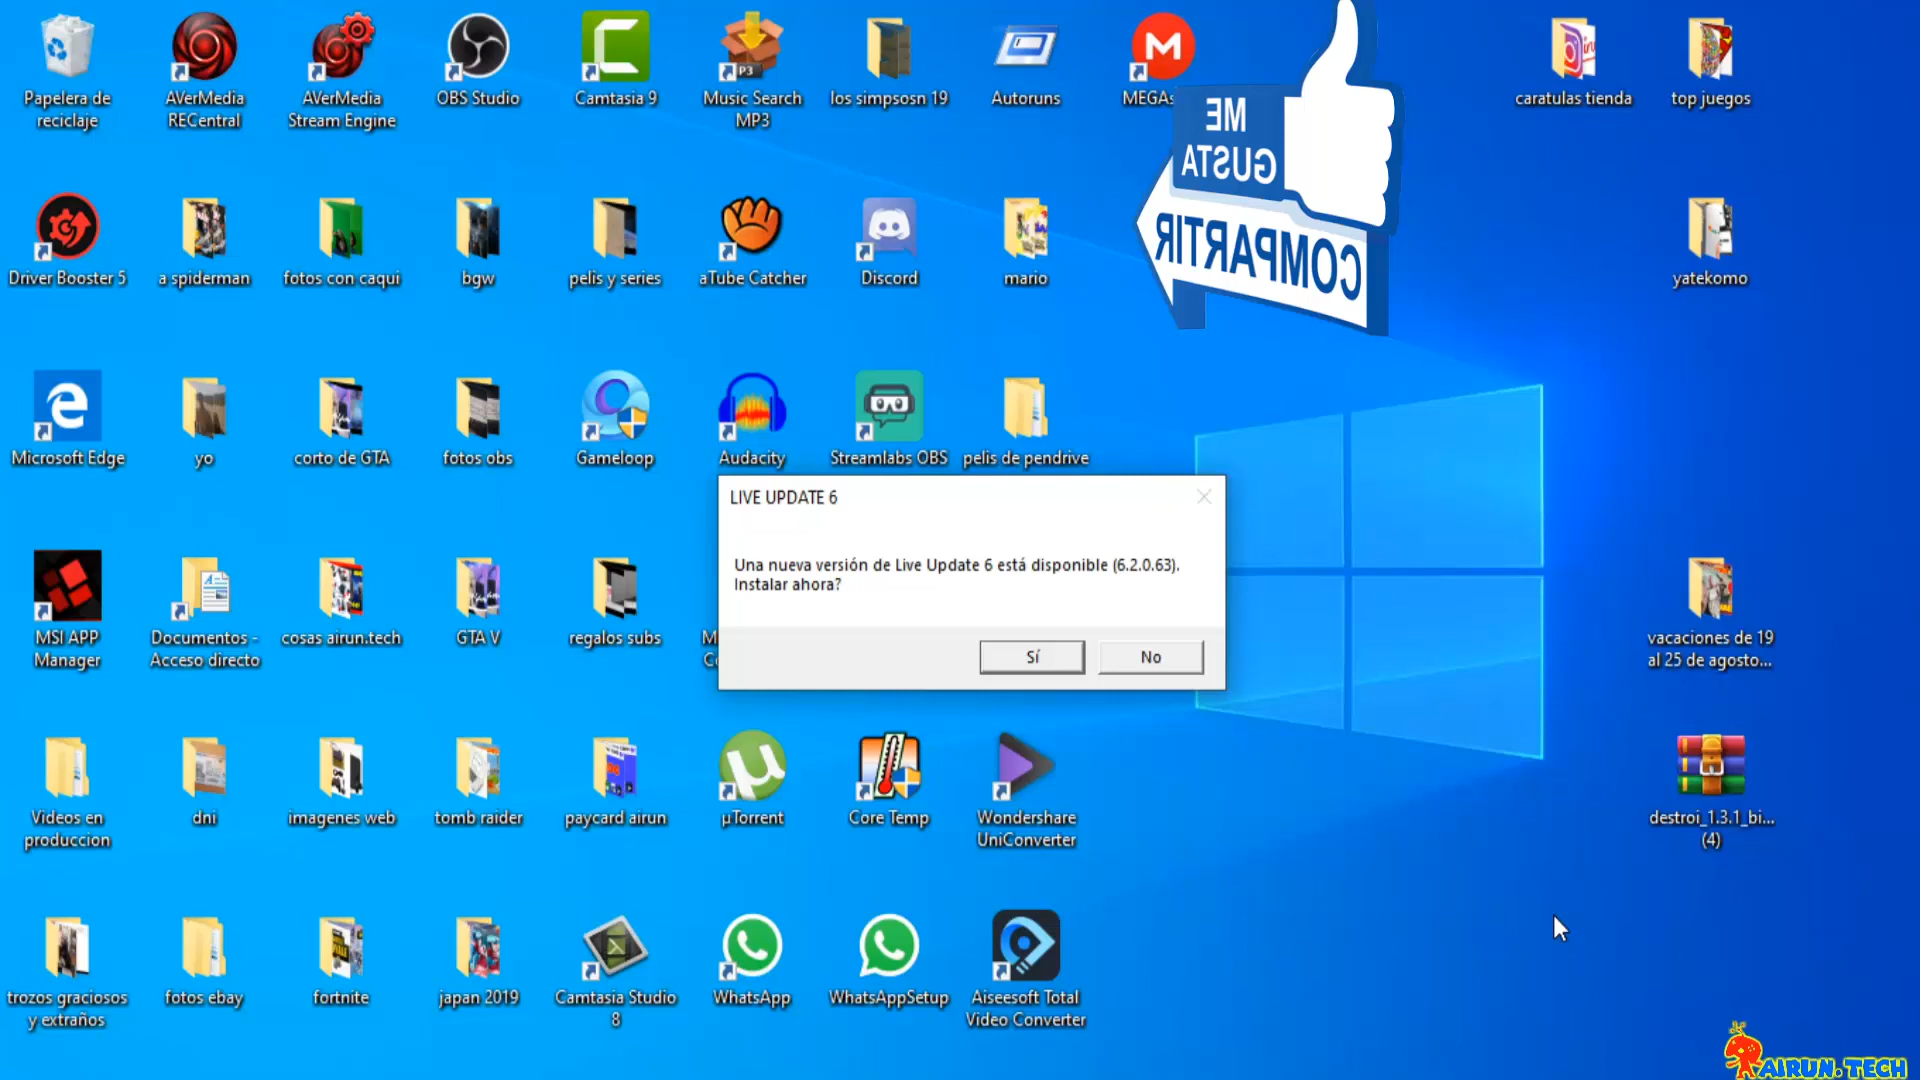 Papelera de
reciclaje
AVerMedia
RECentral
AVerMedia
Stream Engine
OBS Studio
Camtasia 9
P3
Music Search
MP3
los simpsosn 19
Autoruns
MEGAs
ME
GUSTA
COMPARTIR
caratulas tienda
top juegos
Driver Booster 5
a spiderman
fotos con caqui
bgw
pelis y series
aTube Catcher
Discord
mario
yatekomo
Microsoft Edge
yo
corto de GTA
fotos obs
Gameloop
Audacity
Streamlabs OBS
pelis de pendrive
LIVE UPDATE 6
Una nueva versión de Live Update 6 está disponible (6.2.0.63).
Instalar ahora?
Sí
No
MSI APP
Manager
Documentos -
Acceso directo
cosas airun.tech
GTA V
regalos subs
vacaciones de 19
al 25 de agosto...
Videos en
produccion
dni
imagenes web
tomb raider
paycard airun
µTorrent
Core Temp
Wondershare
UniConverter
destroi_1.3.1_bi...
(4)
trozos graciosos
y extraños
fotos ebay
fortnite
japan 2019
Camtasia Studio
8
WhatsApp
WhatsAppSetup
Aiseesoft Total
Video Converter
AIRUN.TECH